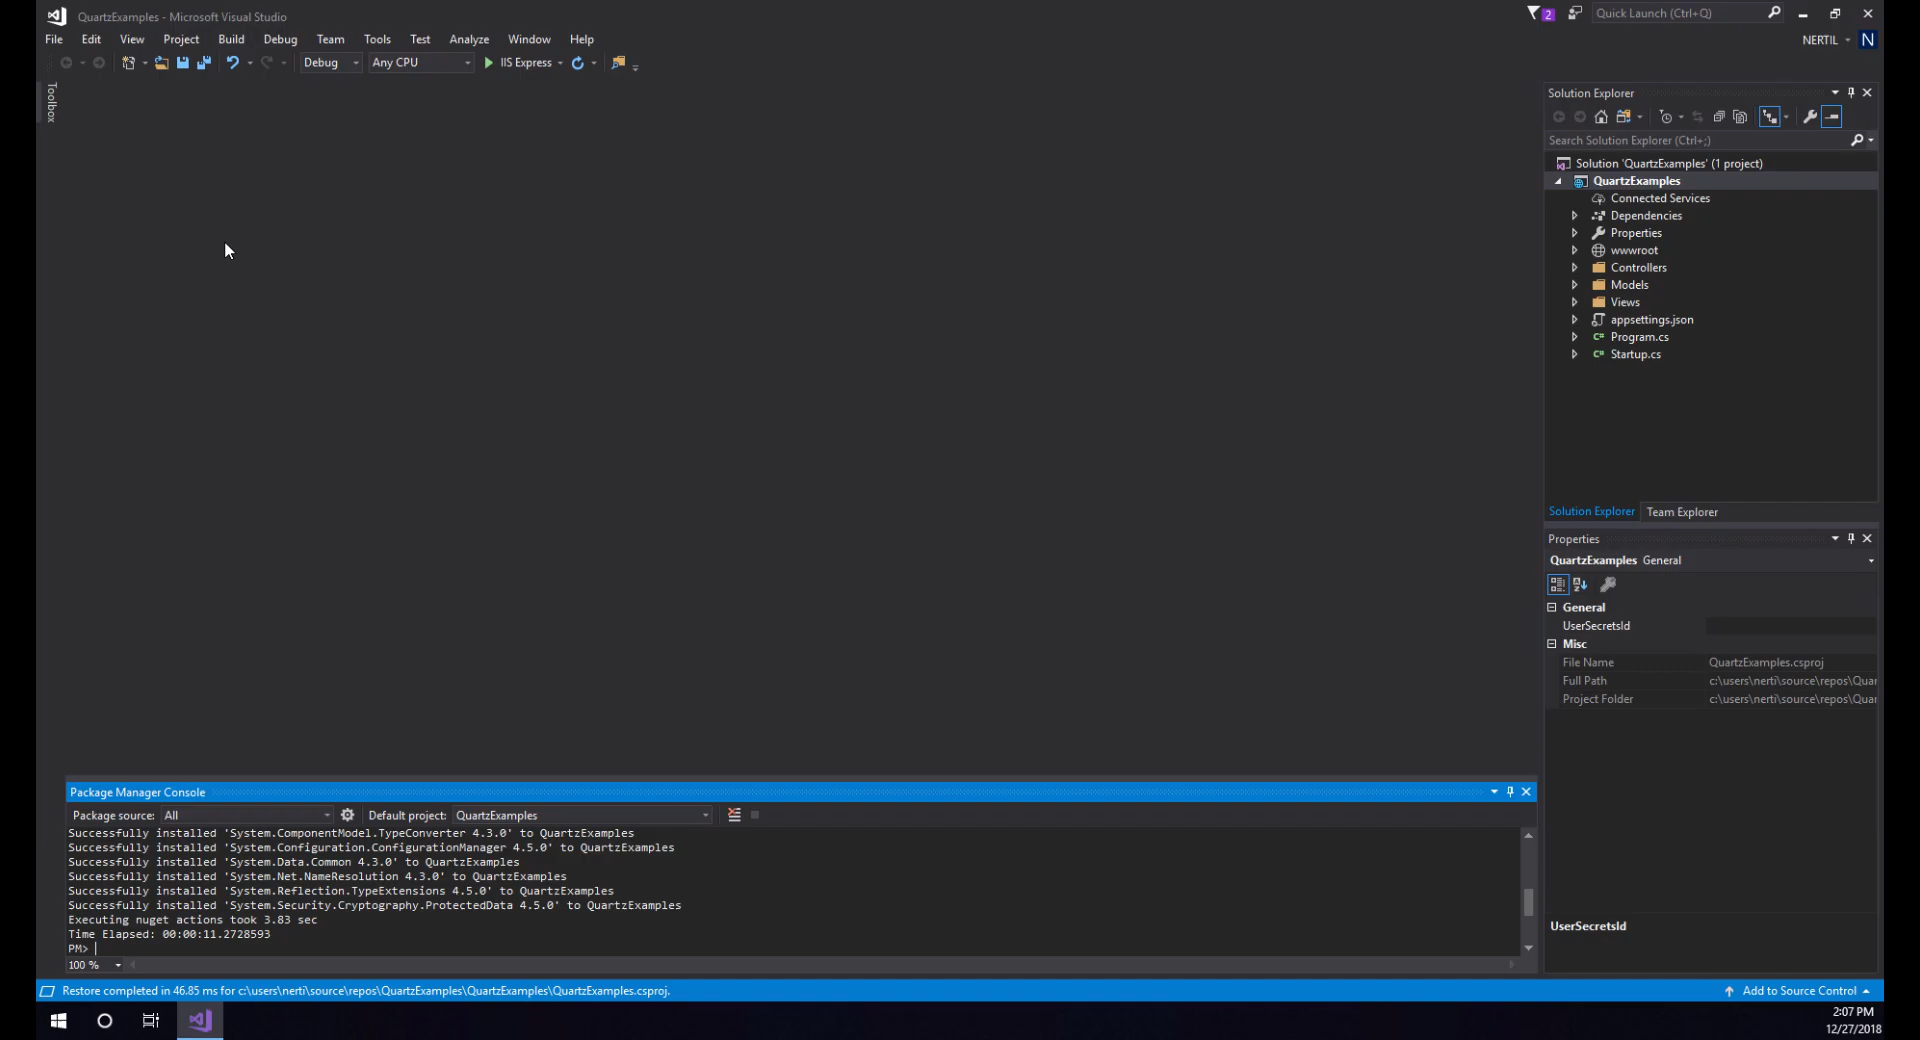 QuartzExamples - Microsoft Visual Studio
2
Quick Launch (Ctrl+Q)
File Edit View Project Build Debug Team Tools Test Analyze Window Help
NERTIL N
Debug Any CPU IIS Express
Toolbox
Solution Explorer
Search Solution Explorer (Ctrl+;)
Solution 'QuartzExamples' (1 project)
QuartzExamples
Connected Services
Dependencies
Properties
wwwroot
Controllers
Models
Views
appsettings.json
C# Program.cs
C# Startup.cs
Solution Explorer Team Explorer
Properties
QuartzExamples General
General
UserSecretsId
Misc
File Name QuartzExamples.csproj
Full Path c:\users\nerti\source\repos\Quar
Project Folder c:\users\nerti\source\repos\Quar
UserSecretsId
Package Manager Console
Package source: All Default project: QuartzExamples
Successfully installed 'System.ComponentModel.TypeConverter 4.3.0' to QuartzExamples
Successfully installed 'System.Configuration.ConfigurationManager 4.5.0' to QuartzExamples
Successfully installed 'System.Data.Common 4.3.0' to QuartzExamples
Successfully installed 'System.Net.NameResolution 4.3.0' to QuartzExamples
Successfully installed 'System.Reflection.TypeExtensions 4.5.0' to QuartzExamples
Successfully installed 'System.Security.Cryptography.ProtectedData 4.5.0' to QuartzExamples
Executing nuget actions took 3.83 sec
Time Elapsed: 00:00:11.2728593
PM>
100 %
Restore completed in 46.85 ms for c:\users\nerti\source\repos\QuartzExamples\QuartzExamples\QuartzExamples.csproj.
Add to Source Control
2:07 PM
12/27/2018